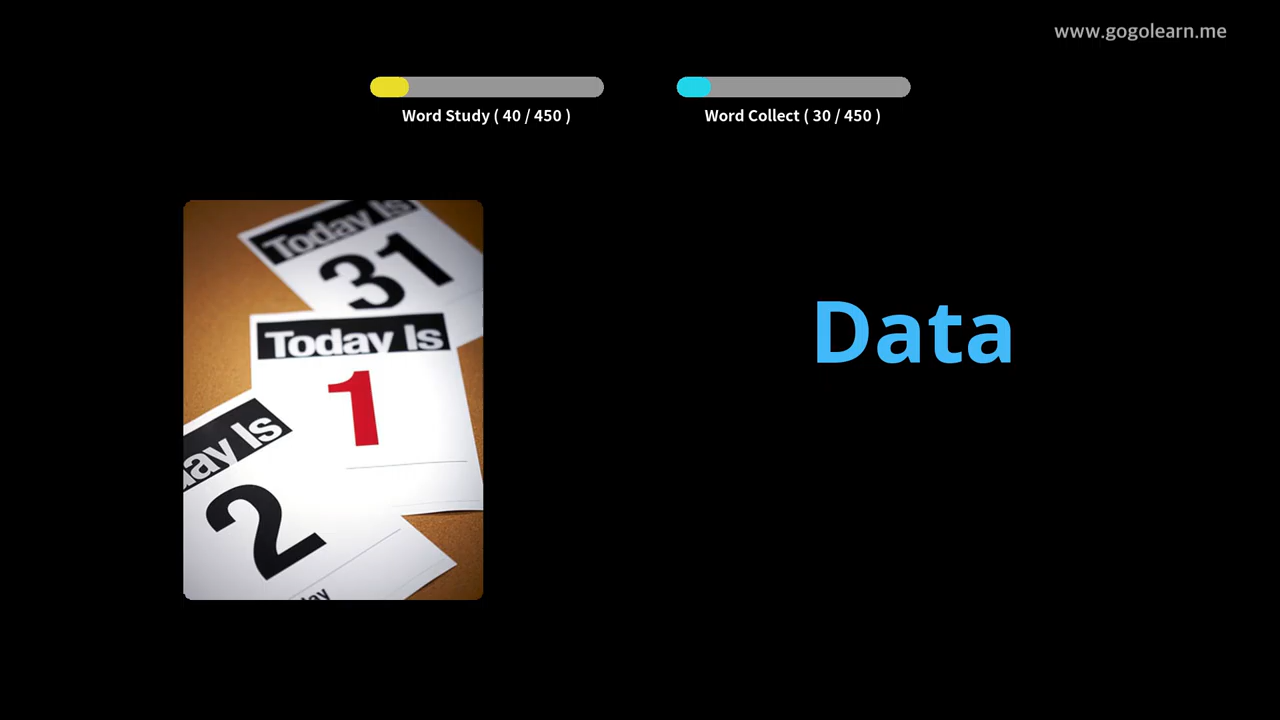 www.gogolearn.me
Word Study ( 40 / 450 )
Word Collect ( 30 / 450 )
Today Is
31
Today Is
1
ay Is
2
ay
Data